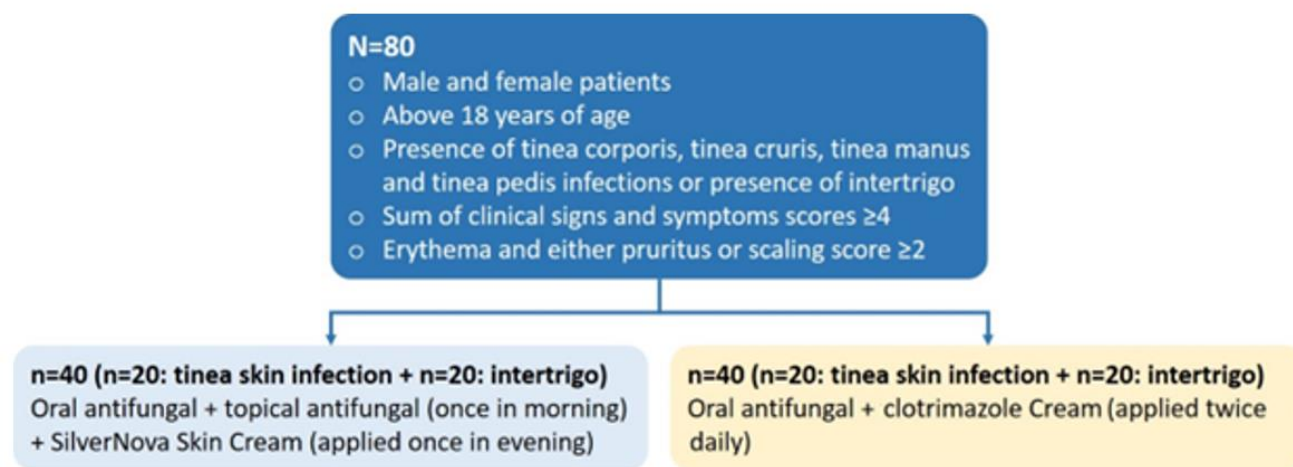 N=80
○ Male and female patients
○ Above 18 years of age
○ Presence of tinea corporis, tinea cruris, tinea manus
and tinea pedis infections or presence of intertrigo
○ Sum of clinical signs and symptoms scores ≥4
○ Erythema and either pruritus or scaling score ≥2
n=40 (n=20: tinea skin infection + n=20: intertrigo)
Oral antifungal + topical antifungal (once in morning)
+ SilverNova Skin Cream (applied once in evening)
n=40 (n=20: tinea skin infection + n=20: intertrigo)
Oral antifungal + clotrimazole Cream (applied twice
daily)